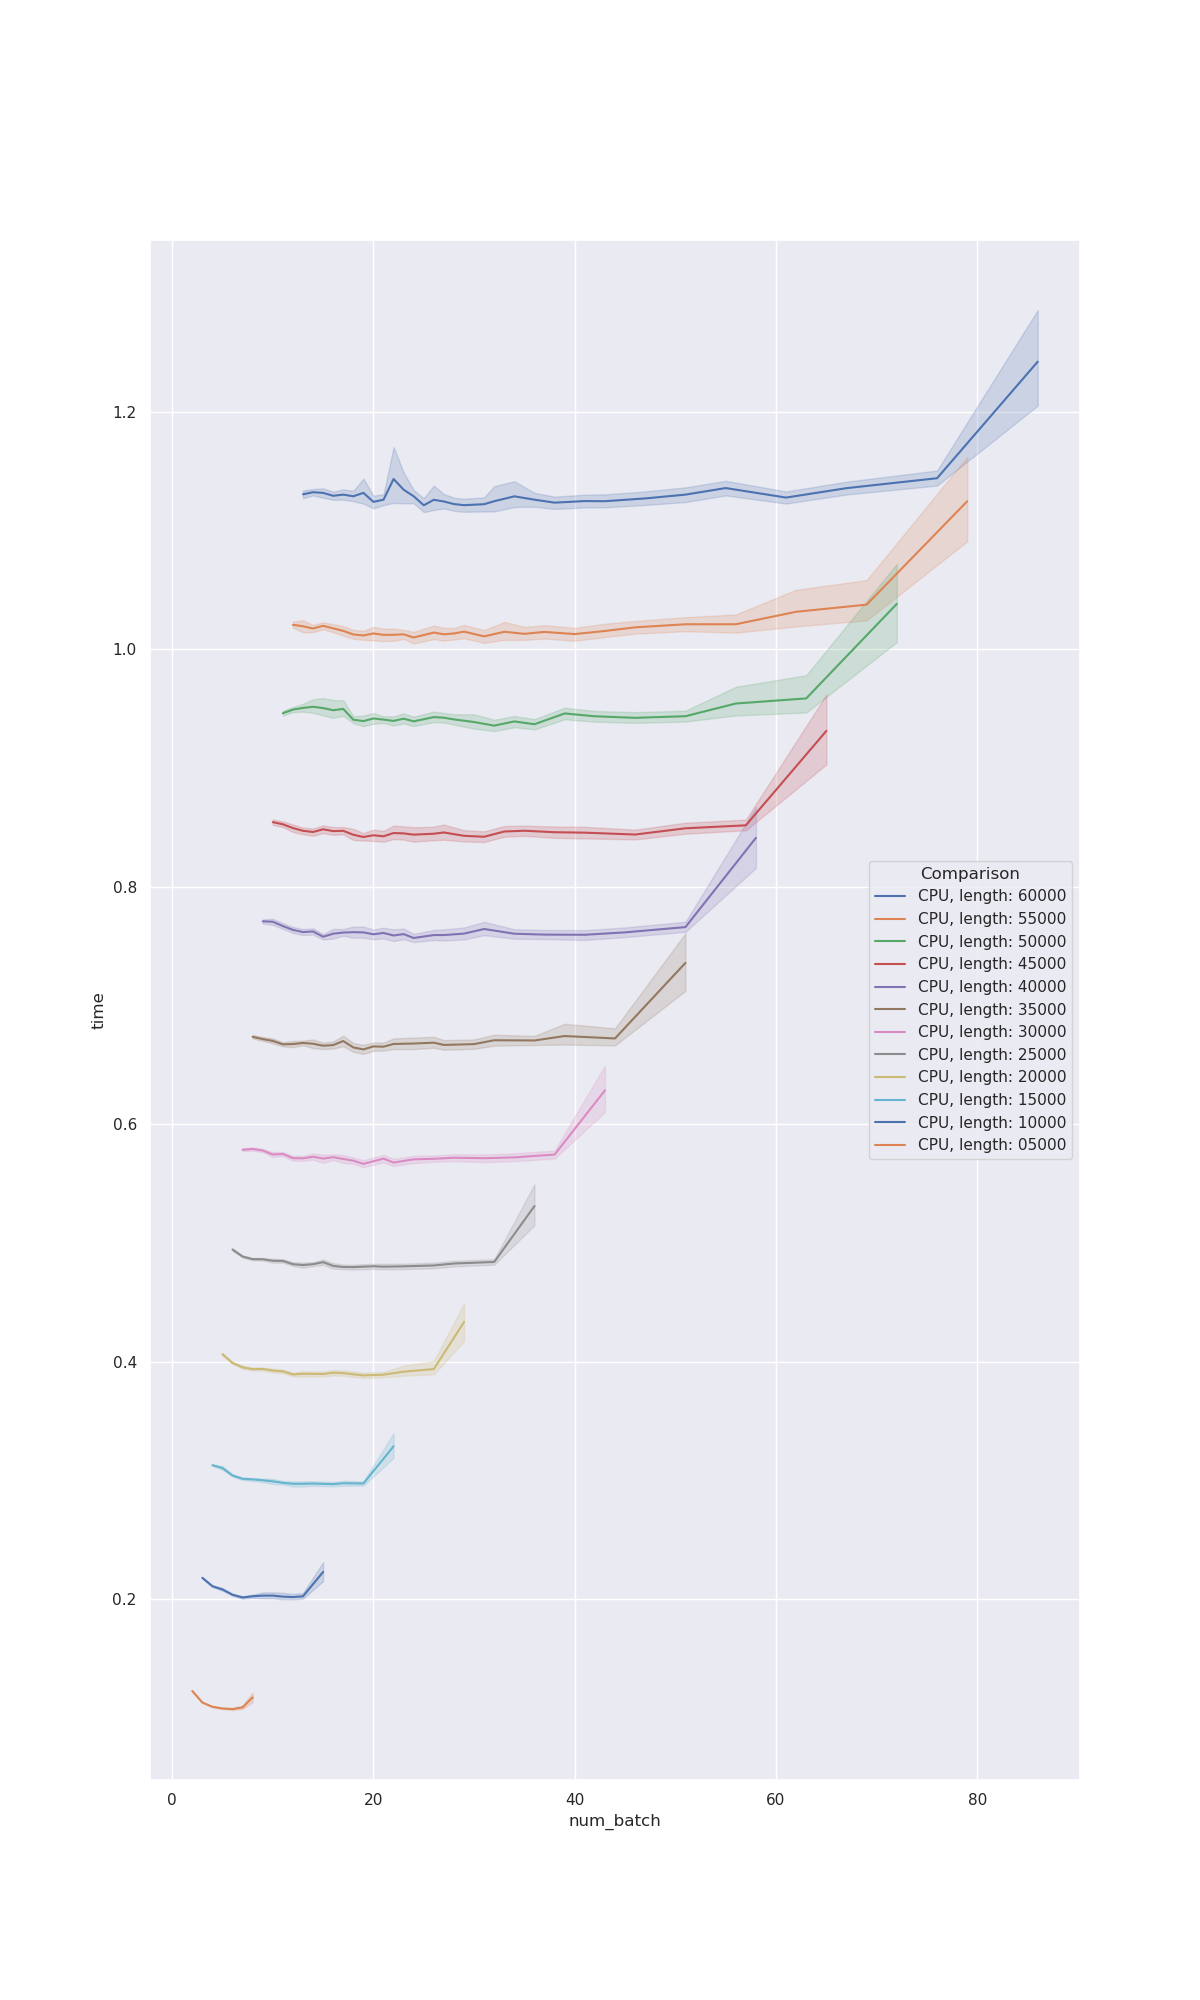 1.2
1.0
0.8
0.6
0.4
0.2
time
0
20
40
60
80
num_batch
Comparison
CPU, length: 60000
CPU, length: 55000
CPU, length: 50000
CPU, length: 45000
CPU, length: 40000
CPU, length: 35000
CPU, length: 30000
CPU, length: 25000
CPU, length: 20000
CPU, length: 15000
CPU, length: 10000
CPU, length: 05000